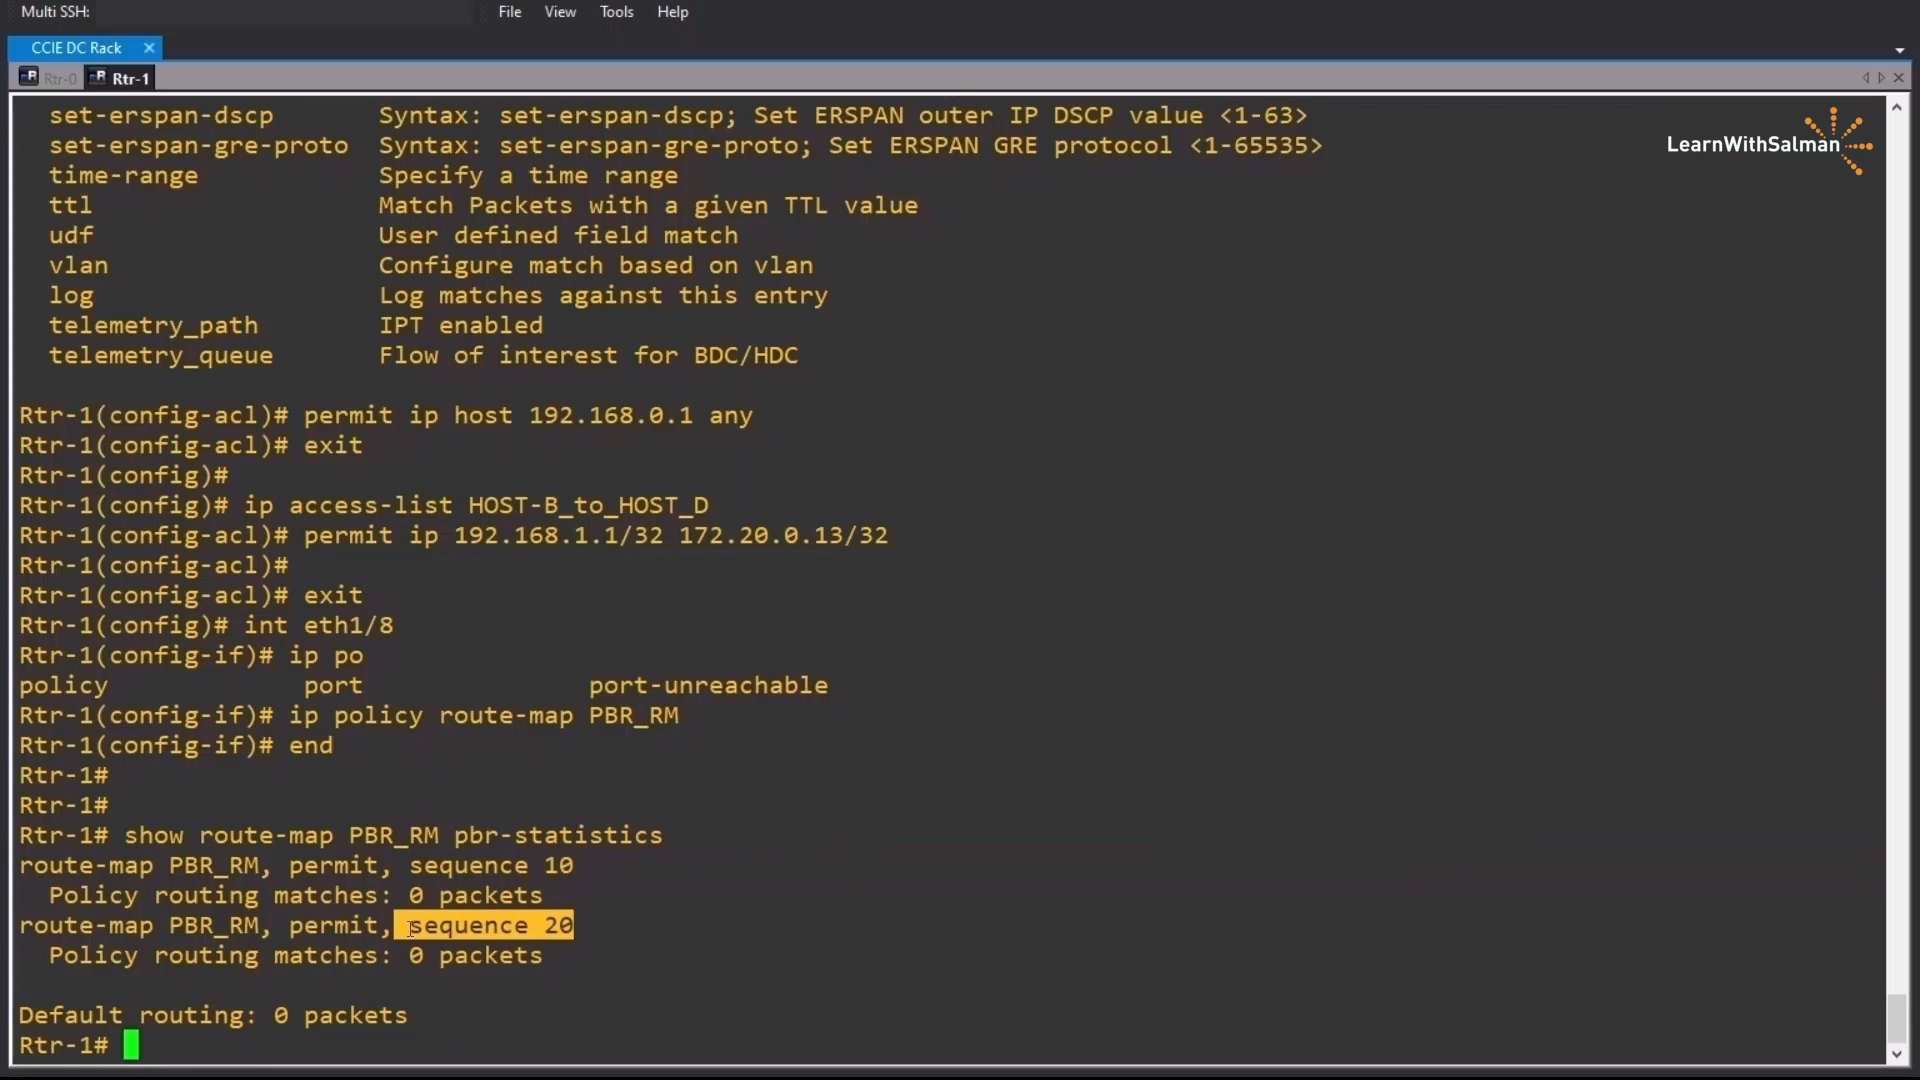 Multi SSH: File View Tools Help
CCIE DC Rack
Rtr-0 Rtr-1
LearnWithSalman
set-erspan-dscp Syntax: set-erspan-dscp; Set ERSPAN outer IP DSCP value <1-63>
set-erspan-gre-proto Syntax: set-erspan-gre-proto; Set ERSPAN GRE protocol <1-65535>
time-range Specify a time range
ttl Match Packets with a given TTL value
udf User defined field match
vlan Configure match based on vlan
log Log matches against this entry
telemetry_path IPT enabled
telemetry_queue Flow of interest for BDC/HDC
Rtr-1(config-acl)# permit ip host 192.168.0.1 any
Rtr-1(config-acl)# exit
Rtr-1(config)#
Rtr-1(config)# ip access-list HOST-B_to_HOST_D
Rtr-1(config-acl)# permit ip 192.168.1.1/32 172.20.0.13/32
Rtr-1(config-acl)#
Rtr-1(config-acl)# exit
Rtr-1(config)# int eth1/8
Rtr-1(config-if)# ip po
policy port port-unreachable
Rtr-1(config-if)# ip policy route-map PBR_RM
Rtr-1(config-if)# end
Rtr-1#
Rtr-1#
Rtr-1# show route-map PBR_RM pbr-statistics
route-map PBR_RM, permit, sequence 10
Policy routing matches: 0 packets
route-map PBR_RM, permit, sequence 20
Policy routing matches: 0 packets
Default routing: 0 packets
Rtr-1#